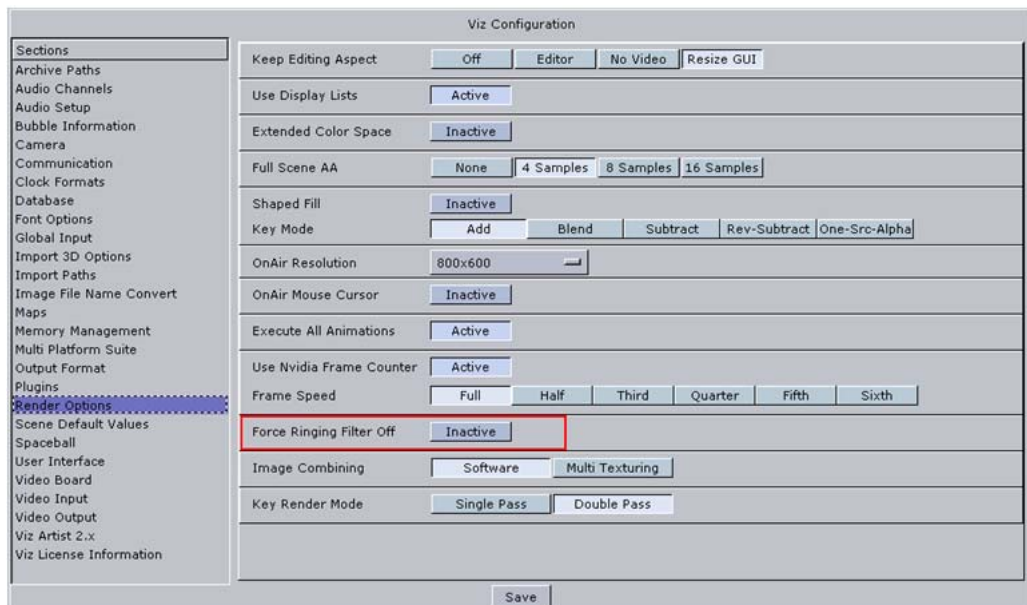 Viz Configuration
Sections
Archive Paths
Audio Channels
Audio Setup
Bubble Information
Camera
Communication
Clock Formats
Database
Font Options
Global Input
Import 3D Options
Import Paths
Image File Name Convert
Maps
Memory Management
Multi Platform Suite
Output Format
Plugins
Render Options
Scene Default Values
Spaceball
User Interface
Video Board
Video Input
Video Output
Viz Artist 2.x
Viz License Information
Keep Editing Aspect Off Editor No Video Resize GUI
Use Display Lists Active
Extended Color Space Inactive
Full Scene AA None 4 Samples 8 Samples 16 Samples
Shaped Fill Inactive
Key Mode Add Blend Subtract Rev-Subtract One-Src-Alpha
OnAir Resolution 800x600
OnAir Mouse Cursor Inactive
Execute All Animations Active
Use Nvidia Frame Counter Active
Frame Speed Full Half Third Quarter Fifth Sixth
Force Ringing Filter Off Inactive
Image Combining Software Multi Texturing
Key Render Mode Single Pass Double Pass
Save